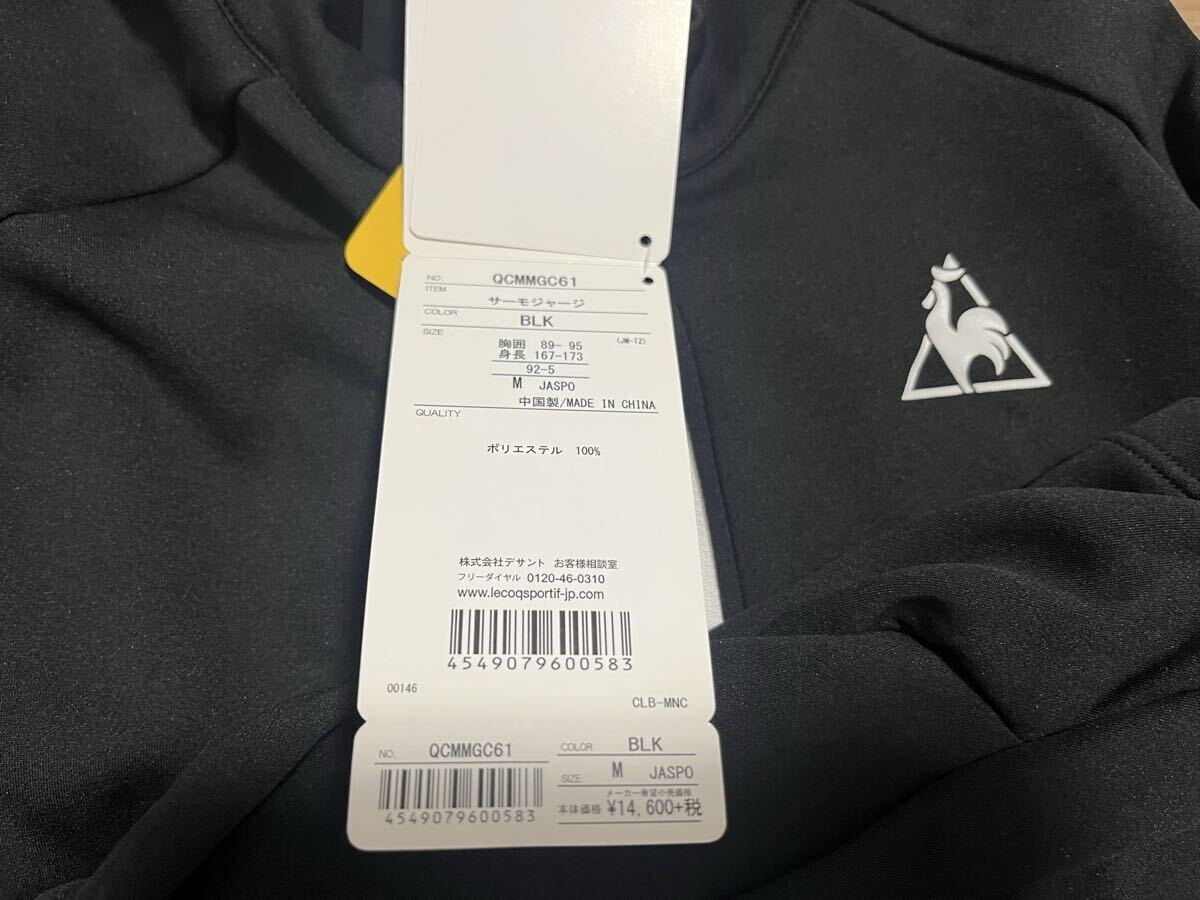 NO. QCMMGC61
ITEM サーモジャージ
COLOR BLK
SIZE
胸囲 89- 95 (JM-TZ)
身長 167-173
92-5
M JASPO
中国製/MADE IN CHINA
QUALITY
ポリエステル 100%
株式会社デサント お客様相談室
フリーダイヤル 0120-46-0310
www.lecoqsportif-jp.com
4549079600583
00146
CLB-MNC
NO. QCMMGC61
4549079600583
COLOR BLK
SIZE M JASPO
メーカー希望小売価格
本体価格 ¥14,600+税